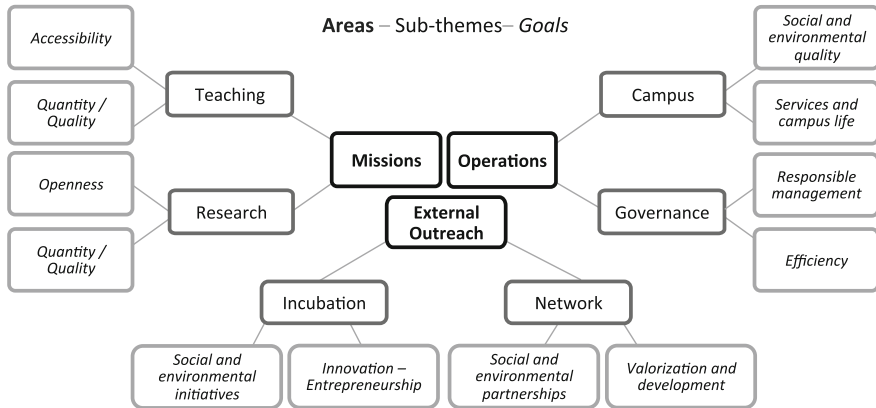 Areas – Sub-themes– Goals
Accessibility
Quantity /
Quality
Teaching
Openness
Quantity /
Quality
Research
Missions
Operations
External
Outreach
Campus
Social and
environmental
quality
Services and
campus life
Governance
Responsible
management
Efficiency
Incubation
Social and
environmental
initiatives
Innovation –
Entrepreneurship
Network
Social and
environmental
partnerships
Valorization and
development